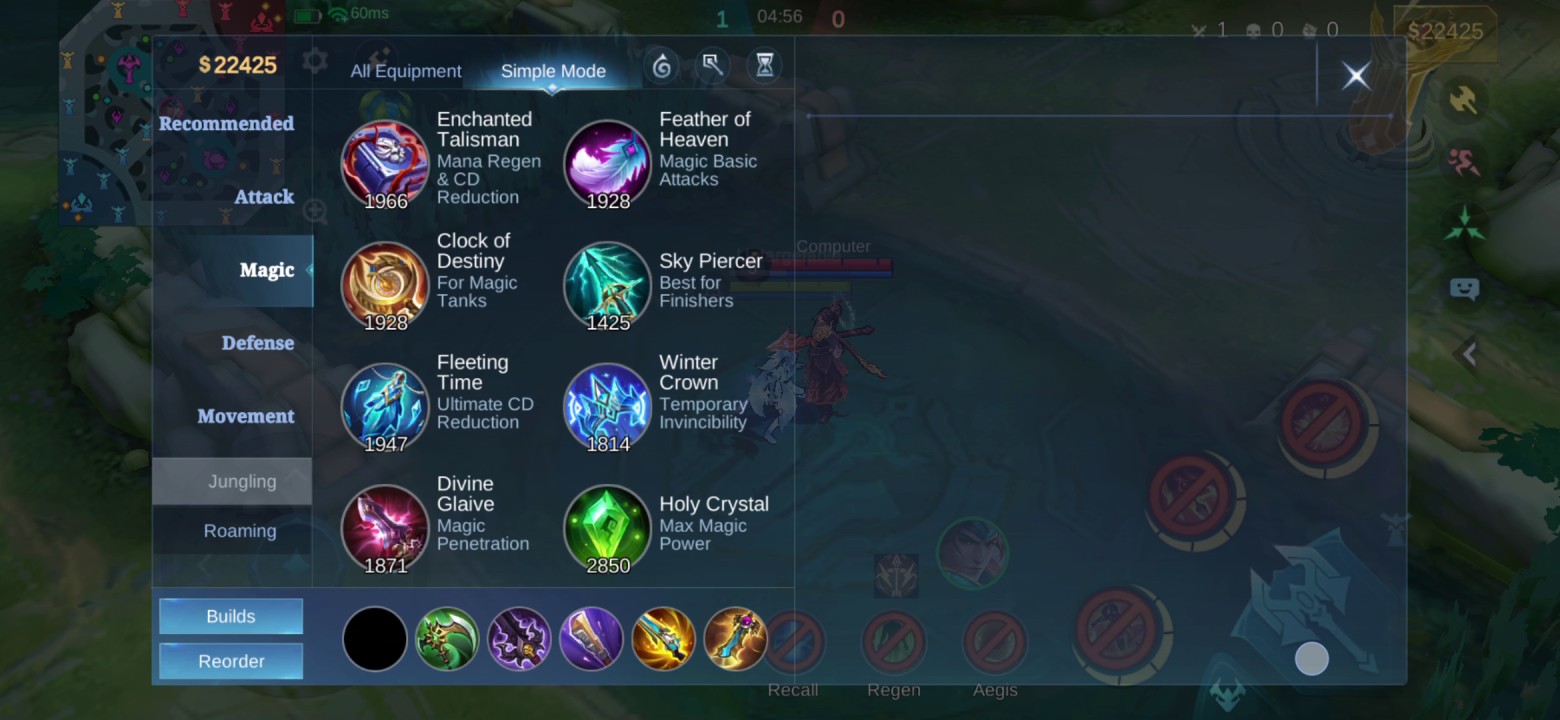 60ms
1
04:56
0
1
0
0
$22425
$22425
All Equipment
Simple Mode
Recommended
Attack
Magic
Defense
Movement
Jungling
Roaming
Enchanted
Talisman
Mana Regen
& CD
Reduction
1966
Feather of
Heaven
Magic Basic
Attacks
1928
Clock of
Destiny
For Magic
Tanks
1928
Sky Piercer
Best for
Finishers
1425
Fleeting
Time
Ultimate CD
Reduction
1947
Winter
Crown
Temporary
Invincibility
1814
Divine
Glaive
Magic
Penetration
1871
Holy Crystal
Max Magic
Power
2850
Computer
Builds
Reorder
Recall
Regen
Aegis